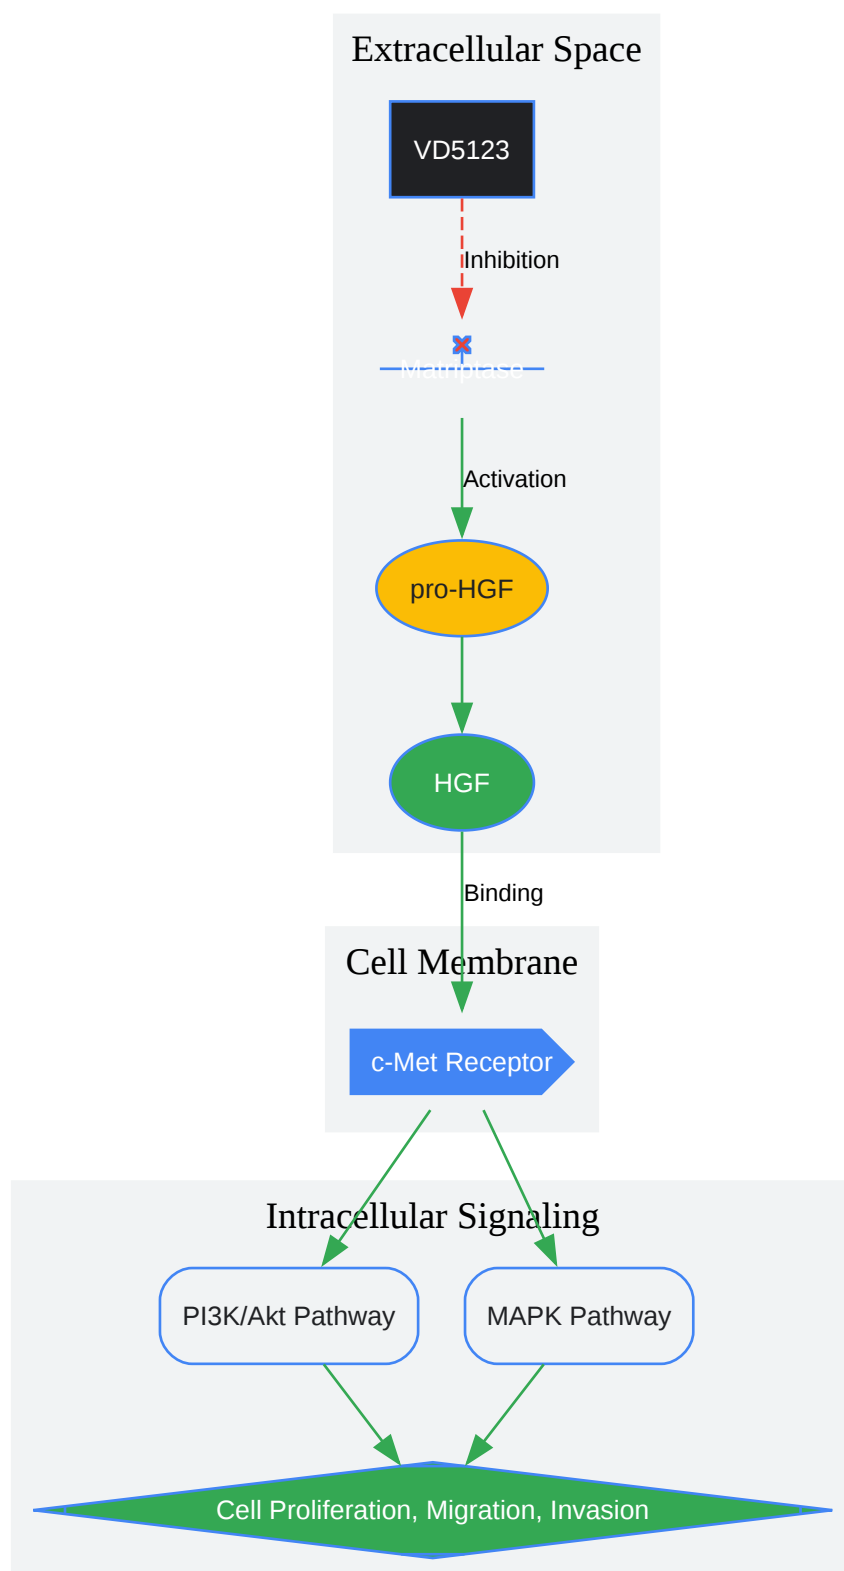 Extracellular Space
VD5123
Inhibition
Matriptase
Activation
pro-HGF
HGF
Binding
Cell Membrane
c-Met Receptor
Intracellular Signaling
PI3K/Akt Pathway
MAPK Pathway
Cell Proliferation, Migration, Invasion